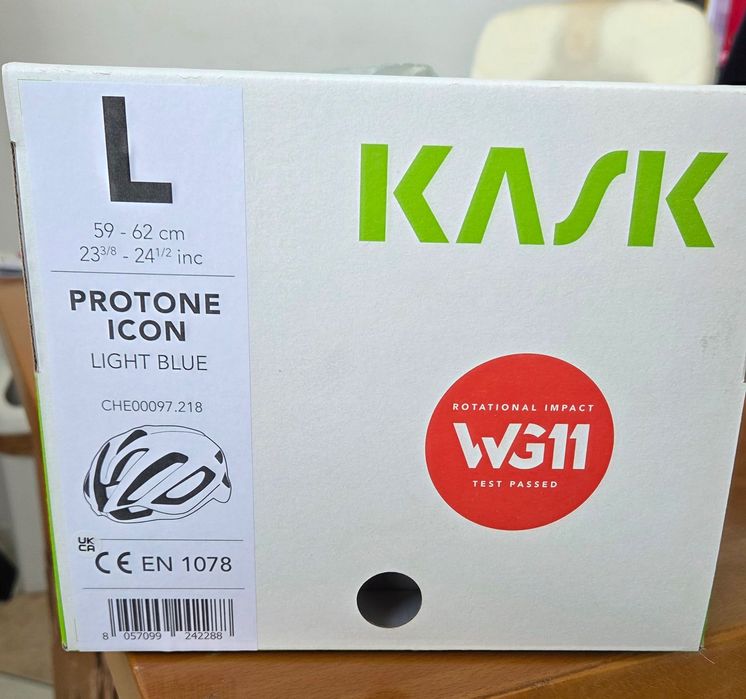 L
59 - 62 cm
23 3/8 - 24 1/2 inc
PROTONE
ICON
LIGHT BLUE
CHE00097.218
UK
CA
CE EN 1078
8 057099 242288
KASK
ROTATIONAL IMPACT
WG11
TEST PASSED